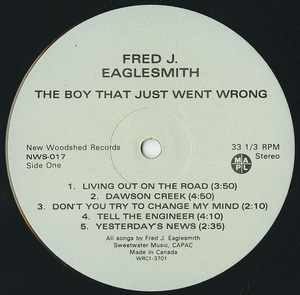 FRED J.
EAGLESMITH
THE BOY THAT JUST WENT WRONG
New Woodshed Records
NWS-017
Side One
33 1/3 RPM
Stereo
M A
P L
1. LIVING OUT ON THE ROAD (3:50)
2. DAWSON CREEK (4:50)
3. DON'T YOU TRY TO CHANGE MY MIND (2:10)
4. TELL THE ENGINEER (4:10)
5. YESTERDAY'S NEWS (2:35)
All songs by Fred J. Eaglesmith
Sweetwater Music, CAPAC
Made in Canada
WRC1-3701